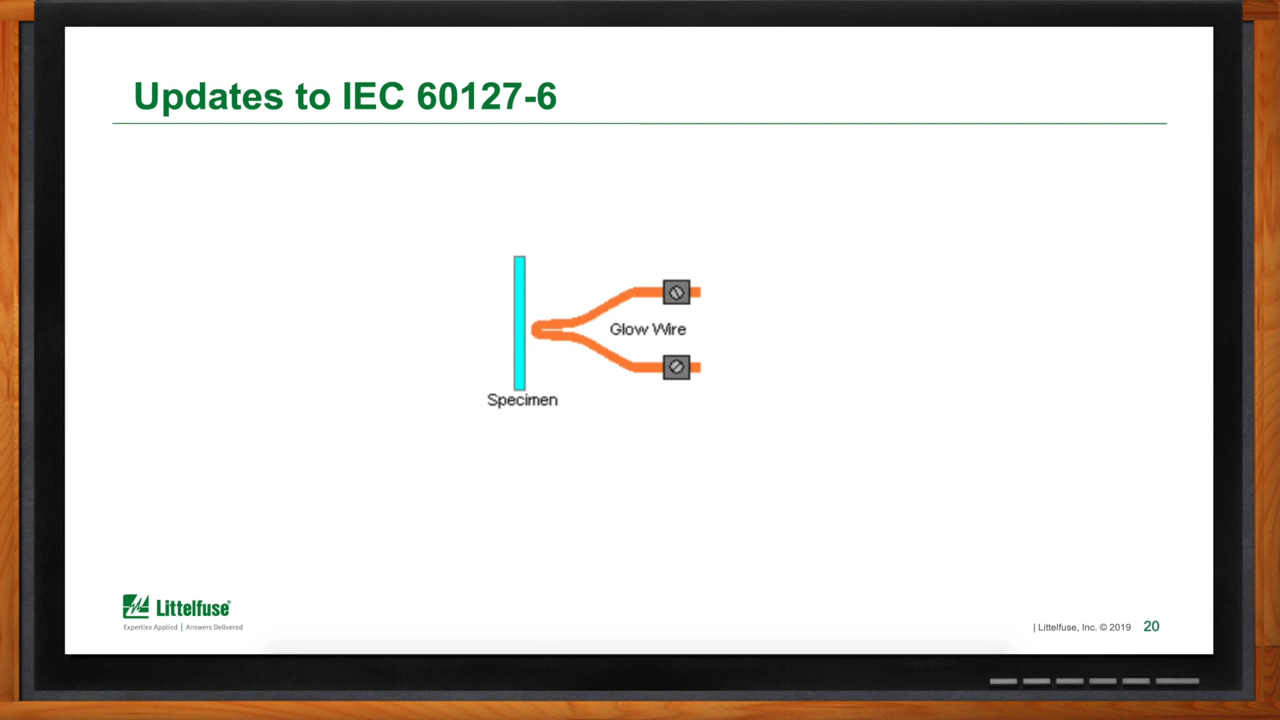 Updates to IEC 60127-6
Glow Wire
Specimen
Littelfuse®
Expertise Applied | Answers Delivered
| Littelfuse, Inc. © 2019 20